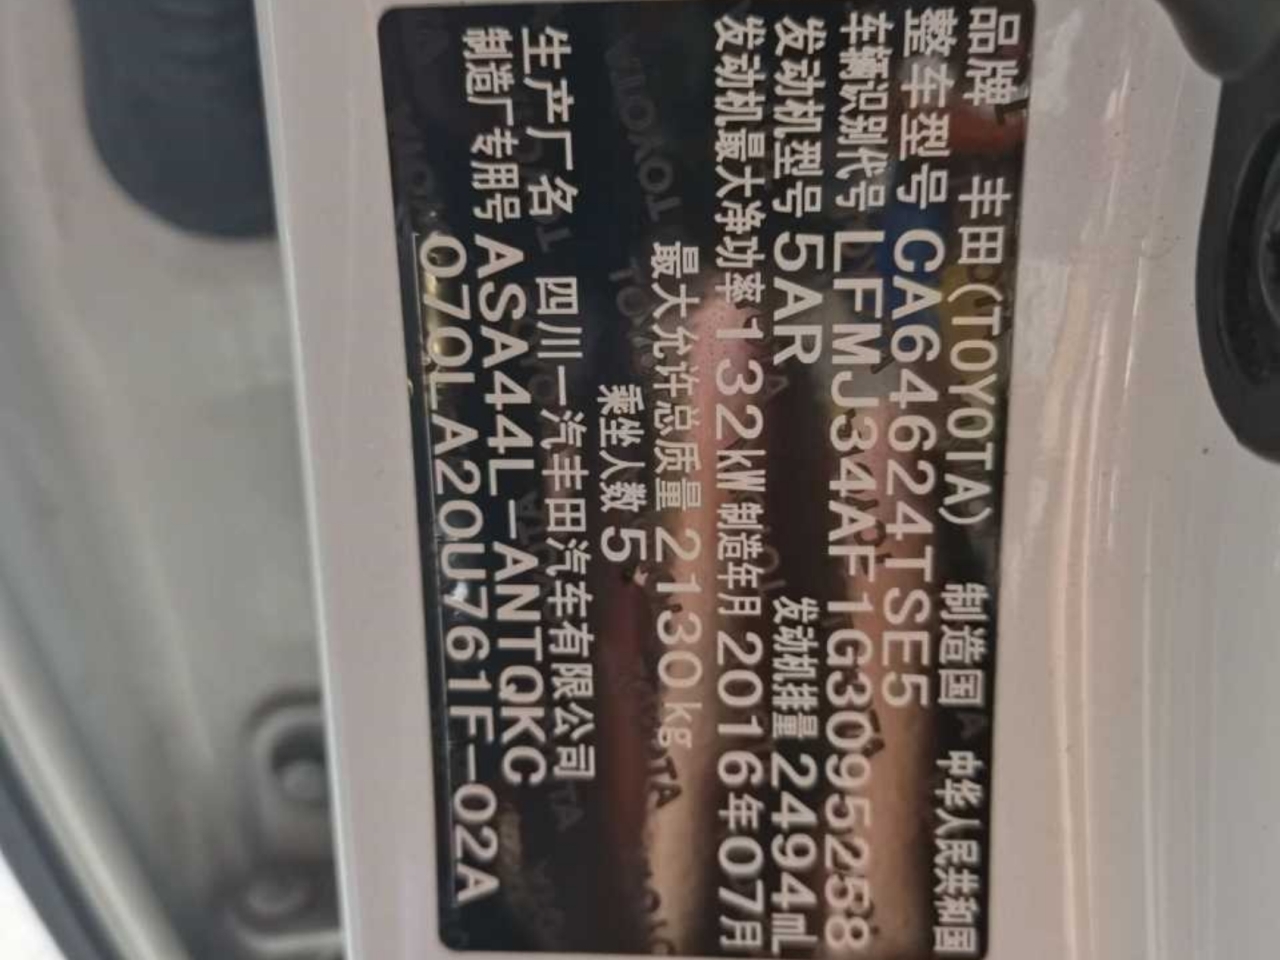 品牌 丰田(TOYOTA) 制造国 中华人民共和国
整车型号 CA64624TSE5
车辆识别代号 LFMJ34AF1G3095258
发动机型号 5AR 发动机排量 2494mL
发动机最大净功率 132kW 制造年月 2016年07月
最大允许总质量 2130kg
乘坐人数 5
生产厂名 四川一汽丰田汽车有限公司
制造厂专用号 ASA44L-ANTQKC
070LA20U761F-02A